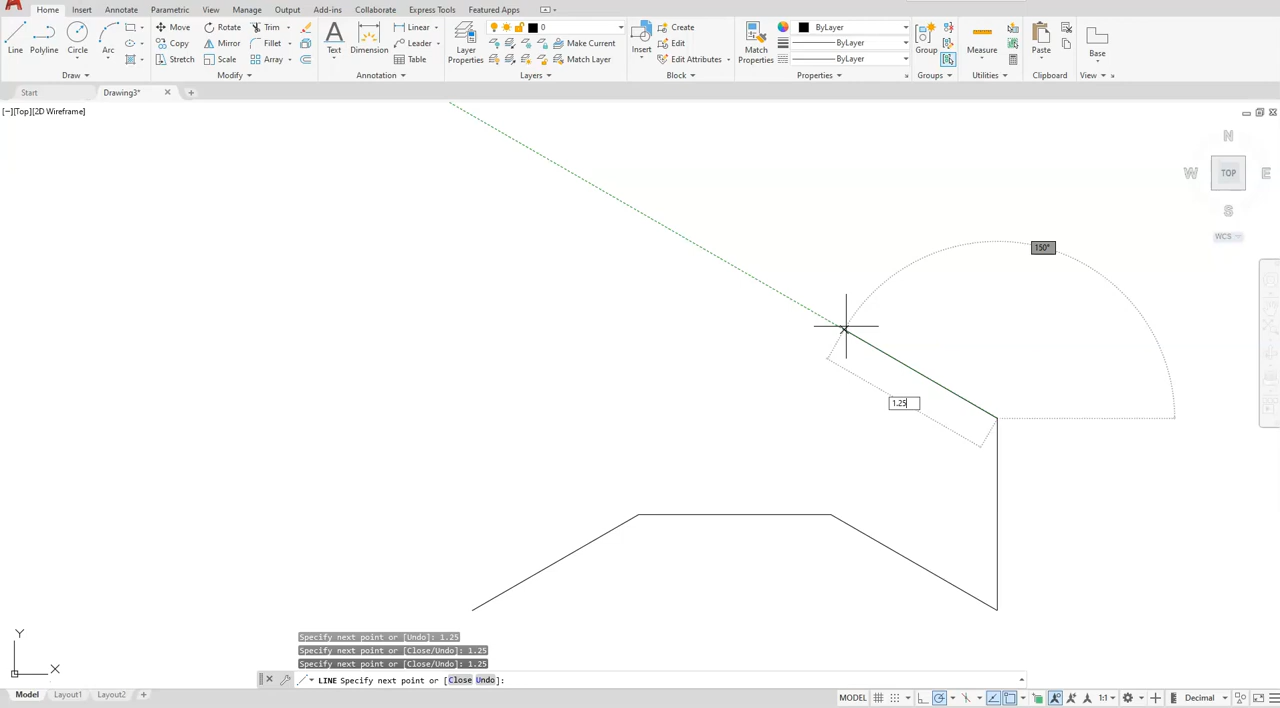 Home Insert Annotate Parametric View Manage Output Add-ins Collaborate Express Tools Featured Apps
Line Polyline Circle Arc
Draw
Move Rotate Trim
Copy Mirror Fillet
Stretch Scale Array
Modify
Text Dimension
Linear
Leader
Table
Annotation
Layer Properties
0
Make Current
Match Layer
Layers
Insert
Create
Edit
Edit Attributes
Block
Match Properties
ByLayer
ByLayer
ByLayer
Properties
Group
Groups
Measure
Utilities
Paste
Clipboard
Base
View
Start Drawing3*
[−][Top][2D Wireframe]
N
W TOP E
S
WCS
150°
1.25
Y
X
Specify next point or [Undo]: 1.25
Specify next point or [Close/Undo]: 1.25
Specify next point or [Close/Undo]: 1.25
LINE Specify next point or [Close Undo]:
Model Layout1 Layout2
MODEL 1:1 Decimal